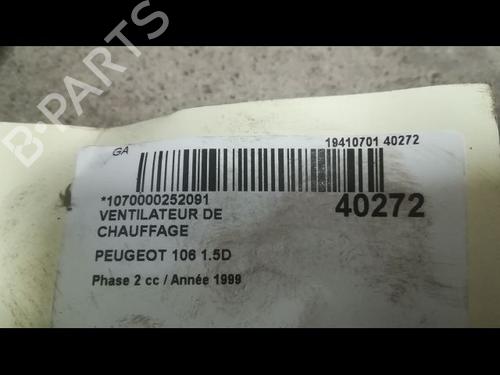 B-PARTS
GA
19410701 40272
*1070000252091
40272
VENTILATEUR DE
CHAUFFAGE
PEUGEOT 106 1.5D
Phase 2 cc / Année 1999